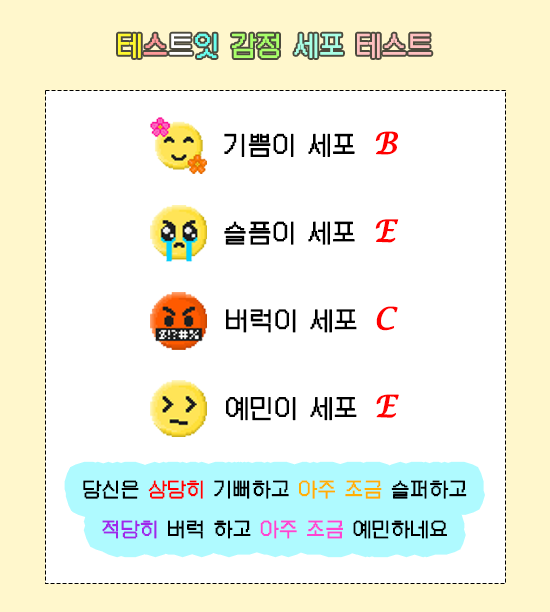 테스트잇 감정 세포 테스트
기쁨이 세포 B
슬픔이 세포 E
버럭이 세포 C
$!?#%
예민이 세포 E
당신은 상당히 기뻐하고 아주 조금 슬퍼하고
적당히 버럭 하고 아주 조금 예민하네요